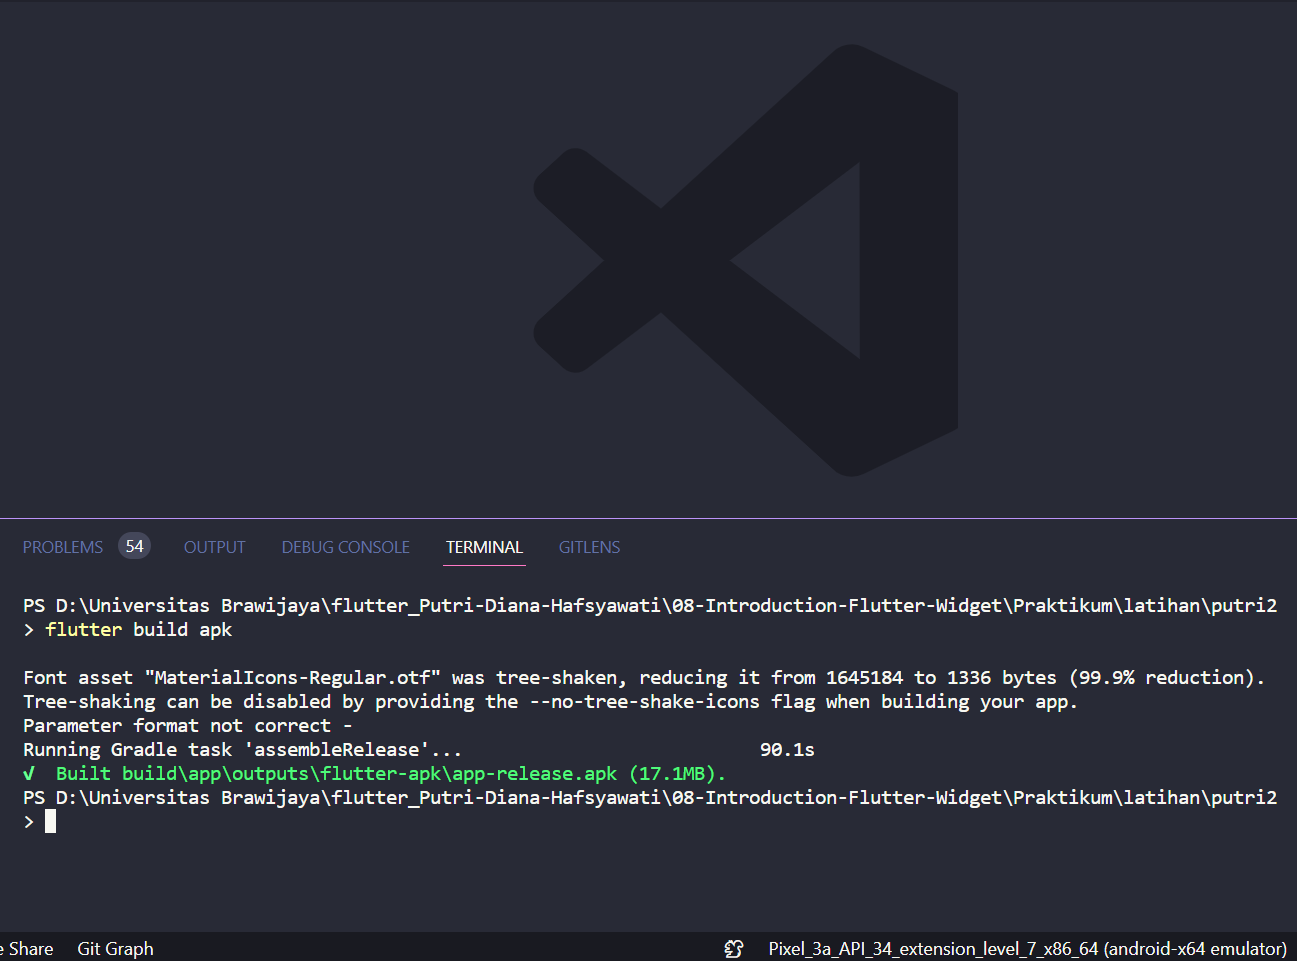 PROBLEMS 54 OUTPUT DEBUG CONSOLE TERMINAL GITLENS
PS D:\Universitas Brawijaya\flutter_Putri-Diana-Hafsyawati\08-Introduction-Flutter-Widget\Praktikum\latihan\putri2
> flutter build apk
Font asset "MaterialIcons-Regular.otf" was tree-shaken, reducing it from 1645184 to 1336 bytes (99.9% reduction).
Tree-shaking can be disabled by providing the --no-tree-shake-icons flag when building your app.
Parameter format not correct -
Running Gradle task 'assembleRelease'... 90.1s
√ Built build\app\outputs\flutter-apk\app-release.apk (17.1MB).
PS D:\Universitas Brawijaya\flutter_Putri-Diana-Hafsyawati\08-Introduction-Flutter-Widget\Praktikum\latihan\putri2
>
e Share Git Graph Pixel_3a_API_34_extension_level_7_x86_64 (android-x64 emulator)